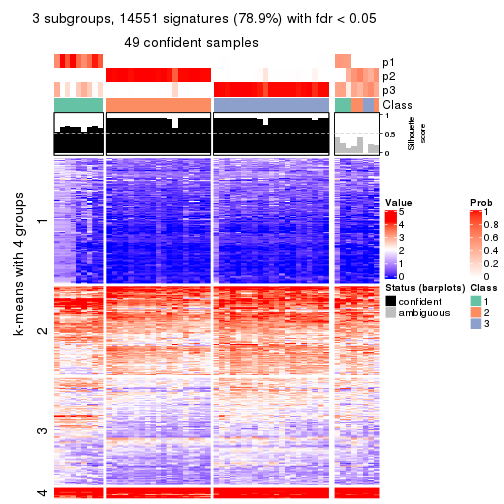 3 subgroups, 14551 signatures (78.9%) with fdr < 0.05
49 confident samples
p1
p2
p3
Class
1
0.5
0
Silhouette
score
k-means with 4 groups
1
2
3
4
Value
5
4
3
2
1
0
Prob
1
0.8
0.6
0.4
0.2
0
Status (barplots)
confident
ambiguous
Class
1
2
3